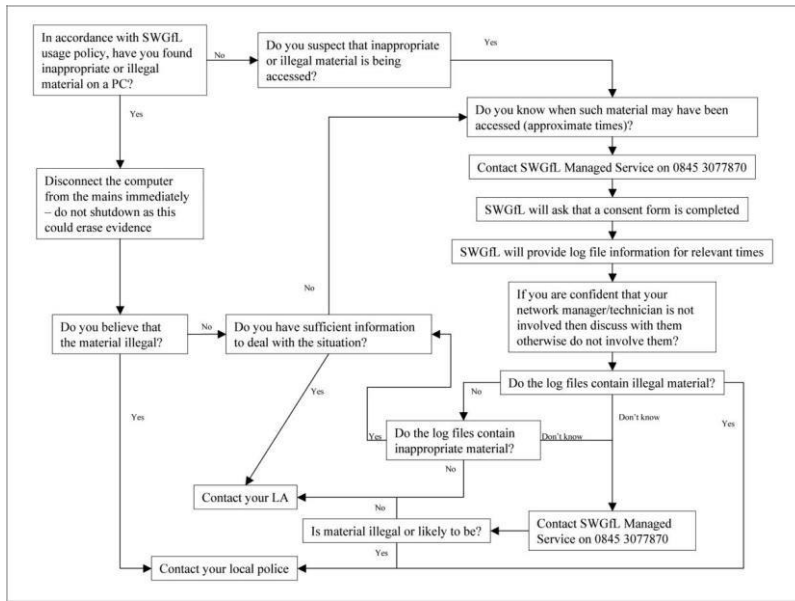 In accordance with SWGfL
usage policy, have you found
inappropriate or illegal
material on a PC?
No
Do you suspect that inappropriate
or illegal material is being
accessed?
Yes
Do you know when such material may have been
accessed (approximate times)?
Yes
Contact SWGfL Managed Service on 0845 3077870
Disconnect the computer
from the mains immediately
– do not shutdown as this
could erase evidence
SWGfL will ask that a consent form is completed
SWGfL will provide log file information for relevant times
No
If you are confident that your
network manager/technician is not
involved then discuss with them
otherwise do not involve them?
Do you believe that
the material illegal?
No
Do you have sufficient information
to deal with the situation?
Do the log files contain illegal material?
Yes
Yes
No
Don't know
Yes
Yes
Do the log files contain
inappropriate material?
Don't know
No
Contact your LA
No
Is material illegal or likely to be?
Contact SWGfL Managed
Service on 0845 3077870
Yes
Contact your local police